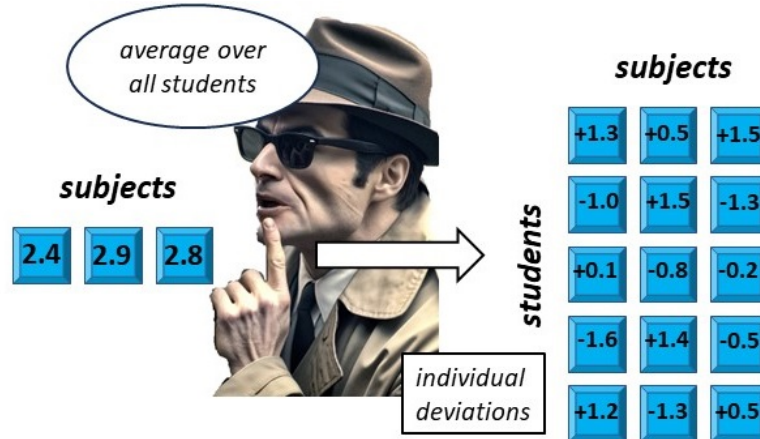 average over
all students
subjects
2.4 2.9 2.8
individual
deviations
subjects
students
+1.3 +0.5 +1.5
-1.0 +1.5 -1.3
+0.1 -0.8 -0.2
-1.6 +1.4 -0.5
+1.2 -1.3 +0.5